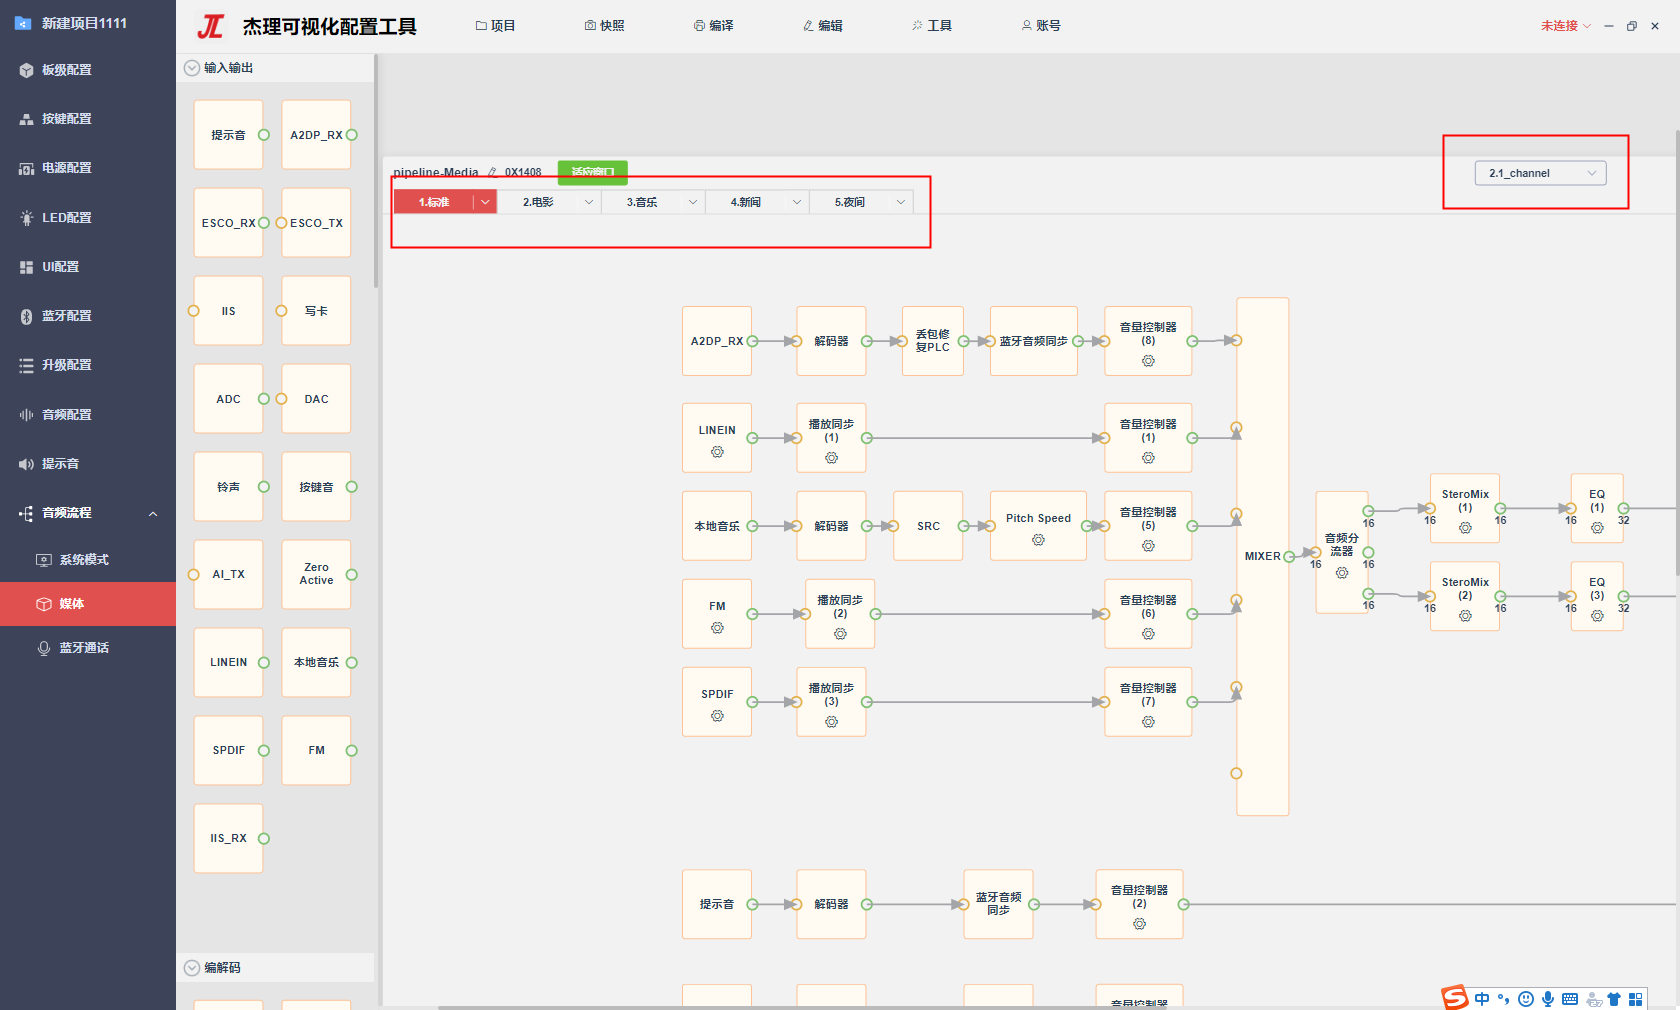 新建项目1111
板级配置
按键配置
电源配置
LED配置
UI配置
蓝牙配置
升级配置
音频配置
提示音
音频流程
系统模式
媒体
蓝牙通话
JL
杰理可视化配置工具
项目
快照
编译
编辑
工具
账号
未连接
输入输出
提示音
A2DP_RX
ESCO_RX
ESCO_TX
IIS
写卡
ADC
DAC
铃声
按键音
AI_TX
Zero
Active
LINEIN
本地音乐
SPDIF
FM
IIS_RX
编解码
pipeline-Media
0X1408
适应窗口
1.标准
2.电影
3.音乐
4.新闻
5.夜间
2.1_channel
A2DP_RX
解码器
丢包修
复PLC
蓝牙音频同步
音量控制器
(8)
LINEIN
播放同步
(1)
音量控制器
(1)
本地音乐
解码器
SRC
Pitch Speed
音量控制器
(5)
FM
播放同步
(2)
音量控制器
(6)
SPDIF
播放同步
(3)
音量控制器
(7)
MIXER
16
音频分
流器
16
16
16
16
SteroMix
(1)
16
16
EQ
(1)
32
16
SteroMix
(2)
16
16
EQ
(3)
32
提示音
解码器
蓝牙音频
同步
音量控制器
(2)
音量控制器
S
中